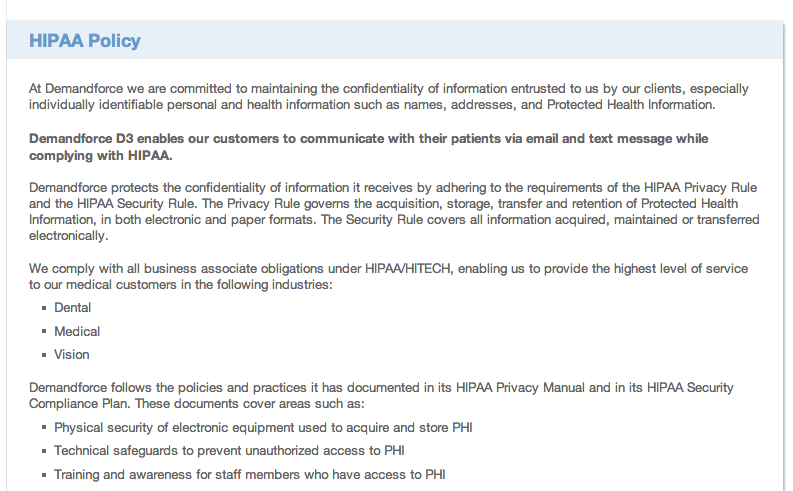 HIPAA Policy
At Demandforce we are committed to maintaining the confidentiality of information entrusted to us by our clients, especially
individually identifiable personal and health information such as names, addresses, and Protected Health Information.
Demandforce D3 enables our customers to communicate with their patients via email and text message while
complying with HIPAA.
Demandforce protects the confidentiality of information it receives by adhering to the requirements of the HIPAA Privacy Rule
and the HIPAA Security Rule. The Privacy Rule governs the acquisition, storage, transfer and retention of Protected Health
Information, in both electronic and paper formats. The Security Rule covers all information acquired, maintained or transferred
electronically.
We comply with all business associate obligations under HIPAA/HITECH, enabling us to provide the highest level of service
to our medical customers in the following industries:
▪ Dental
▪ Medical
▪ Vision
Demandforce follows the policies and practices it has documented in its HIPAA Privacy Manual and in its HIPAA Security
Compliance Plan. These documents cover areas such as:
▪ Physical security of electronic equipment used to acquire and store PHI
▪ Technical safeguards to prevent unauthorized access to PHI
▪ Training and awareness for staff members who have access to PHI